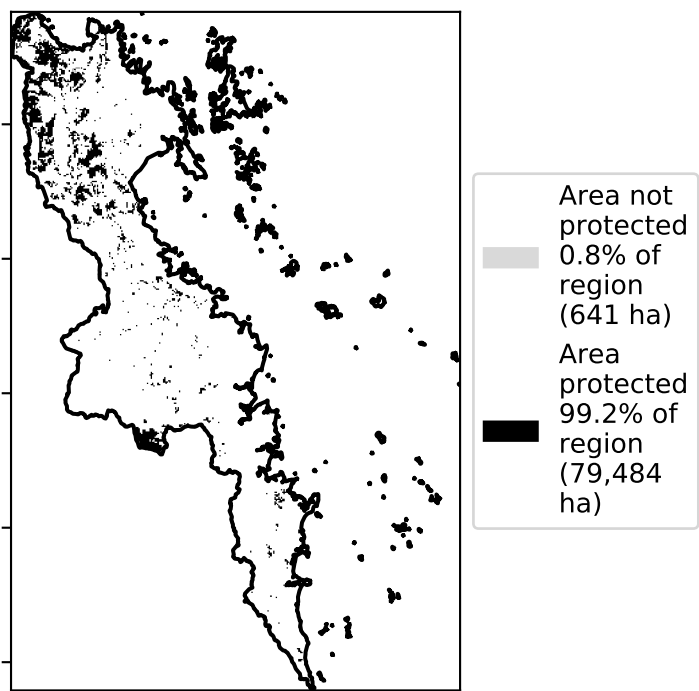 Area not
protected
0.8% of
region
(641 ha)
Area
protected
99.2% of
region
(79,484
ha)